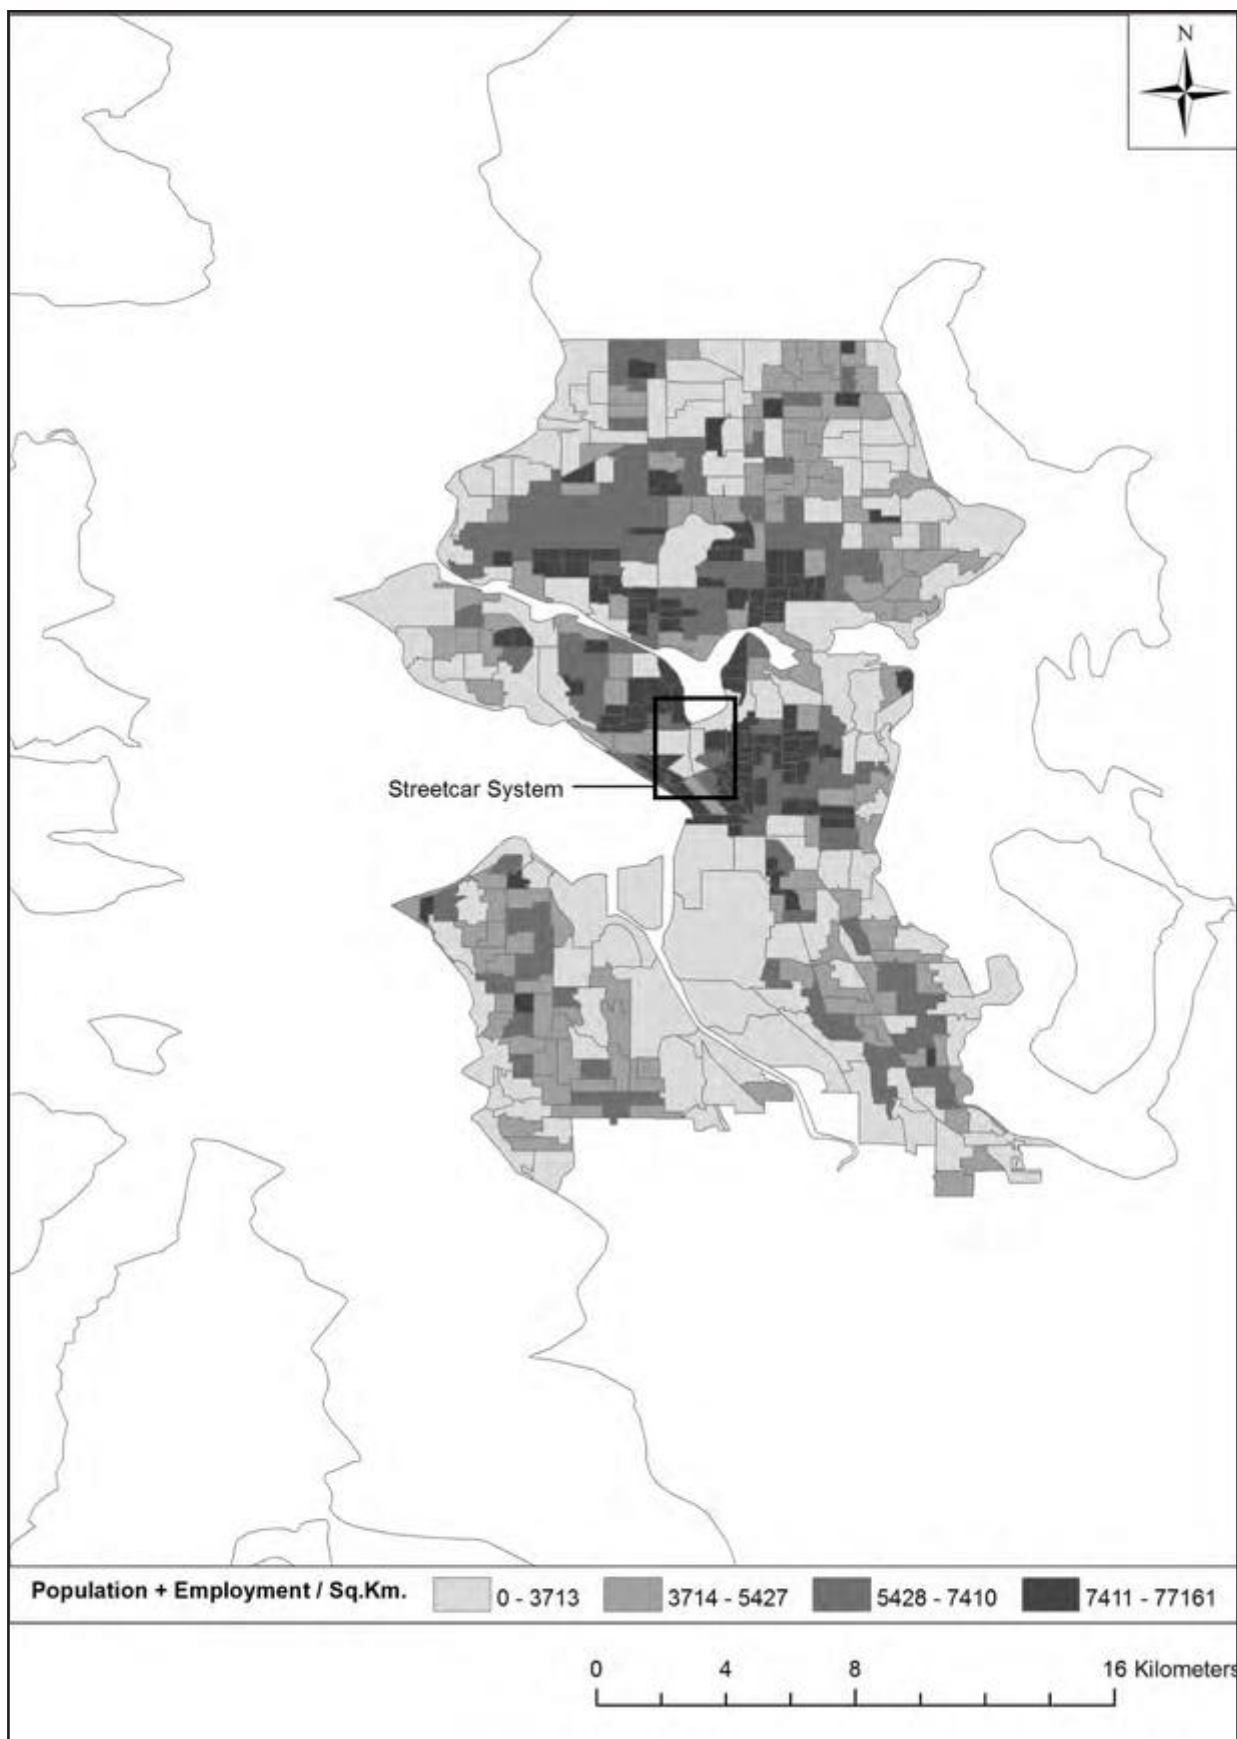 N
Streetcar System
Population + Employment / Sq.Km. 0 - 3713 3714 - 5427 5428 - 7410 7411 - 77161
0 4 8 16 Kilometers